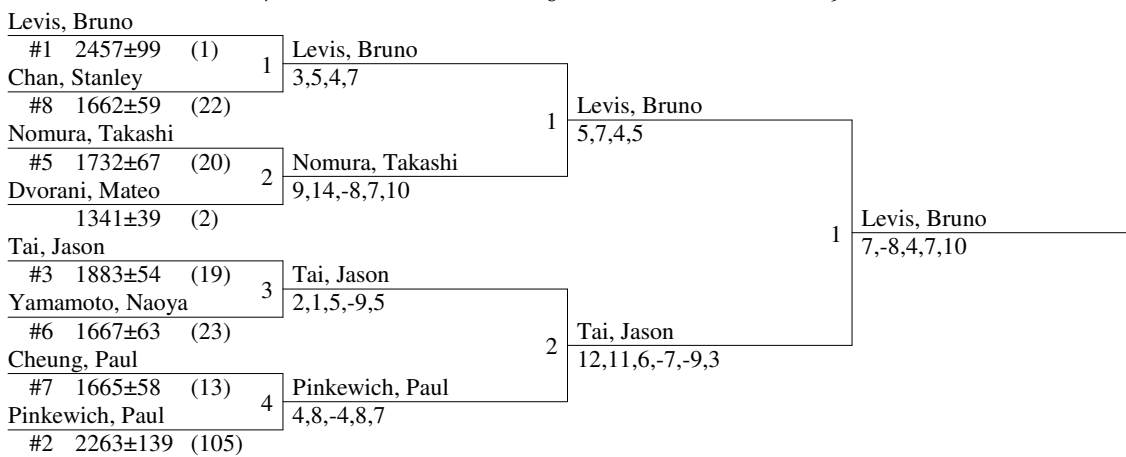 Levis, Bruno
#1 2457±99 (1)
Chan, Stanley
#8 1662±59 (22)
Nomura, Takashi
#5 1732±67 (20)
Dvorani, Mateo
1341±39 (2)
Tai, Jason
#3 1883±54 (19)
Yamamoto, Naoya
#6 1667±63 (23)
Cheung, Paul
#7 1665±58 (13)
Pinkewich, Paul
#2 2263±139 (105)
1
Levis, Bruno
3,5,4,7
2
Nomura, Takashi
9,14,-8,7,10
3
Tai, Jason
2,1,5,-9,5
4
Pinkewich, Paul
4,8,-4,8,7
1
Levis, Bruno
5,7,4,5
2
Tai, Jason
12,11,6,-7,-9,3
1
Levis, Bruno
7,-8,4,7,10